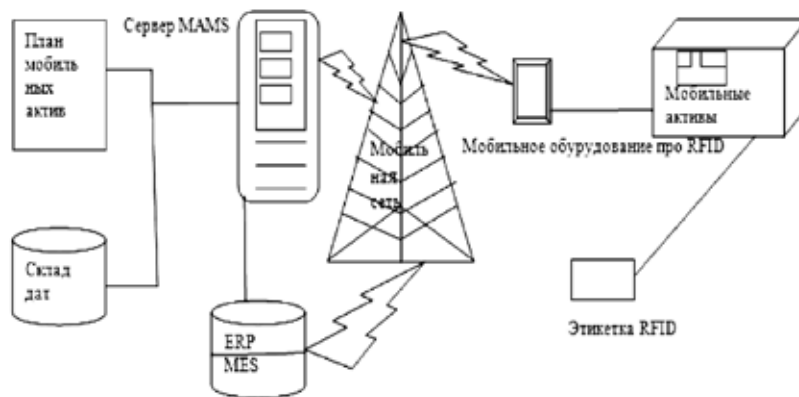 План
мобиль
ных
актив
Сервер MAMS
Мобиль
ная
сеть
Мобильные
активы
Мобильное обурудование про RFID
Склад
дат
ERP
MES
Этикетка RFID